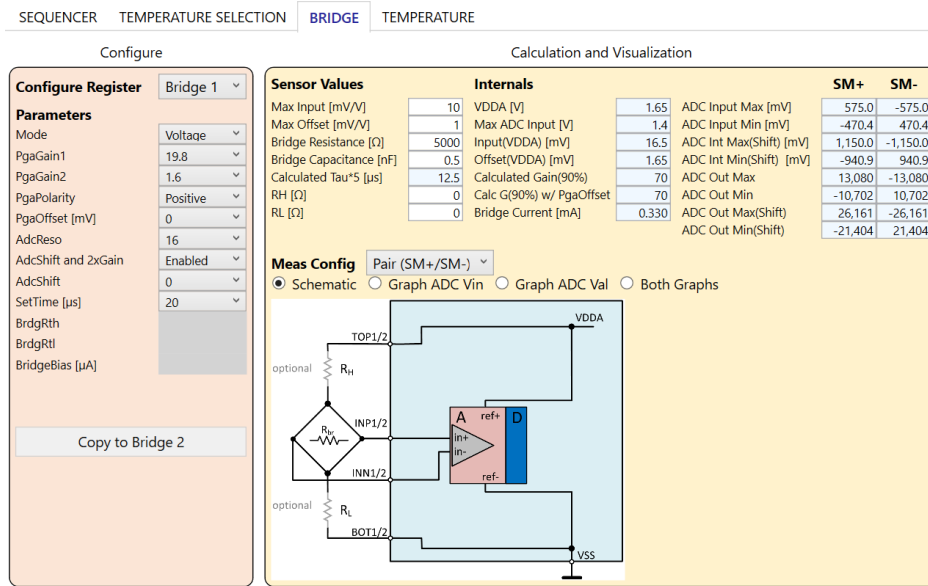 SEQUENCER TEMPERATURE SELECTION BRIDGE TEMPERATURE
Configure
Configure Register Bridge 1
Parameters
Mode Voltage
PgaGain1 19.8
PgaGain2 1.6
PgaPolarity Positive
PgaOffset [mV] 0
AdcReso 16
AdcShift and 2xGain Enabled
AdcShift 0
SetTime [µs] 20
BrdgRth
BrdgRtl
BridgeBias [µA]
Copy to Bridge 2
Calculation and Visualization
Sensor Values
Max Input [mV/V] 10
Max Offset [mV/V] 1
Bridge Resistance [Ω] 5000
Bridge Capacitance [nF] 0.5
Calculated Tau*5 [µs] 12.5
RH [Ω] 0
RL [Ω] 0
Internals
VDDA [V] 1.65
Max ADC Input [V] 1.4
Input(VDDA) [mV] 16.5
Offset(VDDA) [mV] 1.65
Calculated Gain(90%) 70
Calc G(90%) w/ PgaOffset 70
Bridge Current [mA] 0.330
SM+ SM-
ADC Input Max [mV] 575.0 -575.0
ADC Input Min [mV] -470.4 470.4
ADC Int Max(Shift) [mV] 1,150.0 -1,150.0
ADC Int Min(Shift) [mV] -940.9 940.9
ADC Out Max 13,080 -13,080
ADC Out Min -10,702 10,702
ADC Out Max(Shift) 26,161 -26,161
ADC Out Min(Shift) -21,404 21,404
Meas Config Pair (SM+/SM-)
Schematic Graph ADC Vin Graph ADC Val Both Graphs
VDDA
TOP1/2
optional RH
A ref+ D
INP1/2
Rbr
in+
in-
INN1/2
ref-
optional RL
BOT1/2
VSS